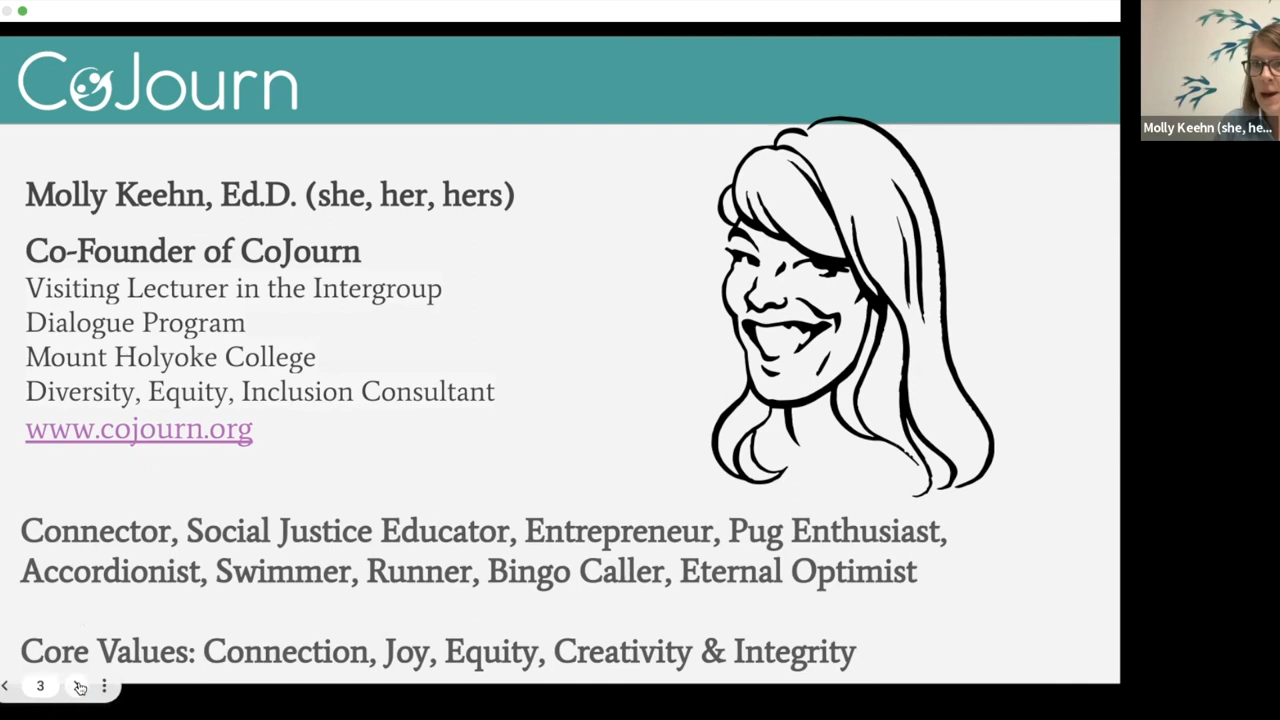 CoJourn
Molly Keehn (she, he...
Molly Keehn, Ed.D. (she, her, hers)
Co-Founder of CoJourn
Visiting Lecturer in the Intergroup
Dialogue Program
Mount Holyoke College
Diversity, Equity, Inclusion Consultant
www.cojourn.org
Connector, Social Justice Educator, Entrepreneur, Pug Enthusiast,
Accordionist, Swimmer, Runner, Bingo Caller, Eternal Optimist
Core Values: Connection, Joy, Equity, Creativity & Integrity
3